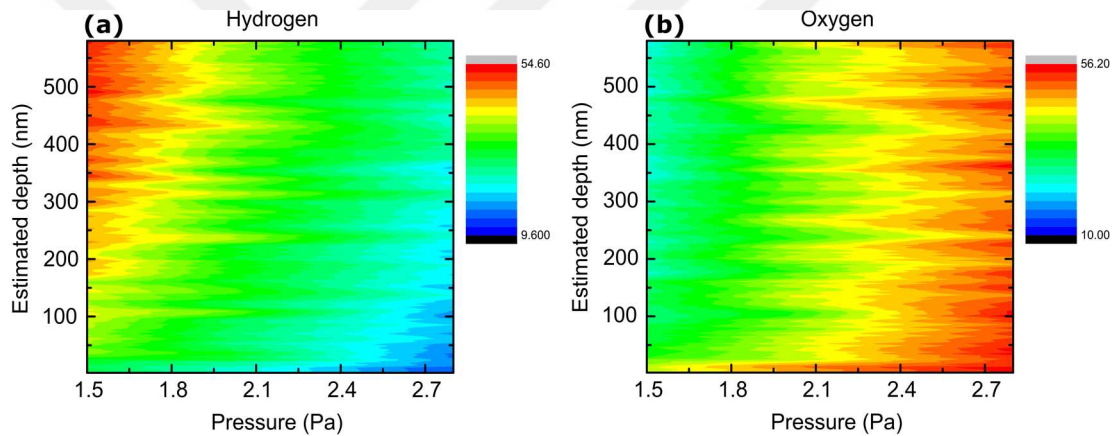 (a) Hydrogen
Estimated depth (nm)
500
400
300
200
100
1.5 1.8 2.1 2.4 2.7
Pressure (Pa)
54.60
9.600
(b) Oxygen
Estimated depth (nm)
500
400
300
200
100
1.5 1.8 2.1 2.4 2.7
Pressure (Pa)
56.20
10.00